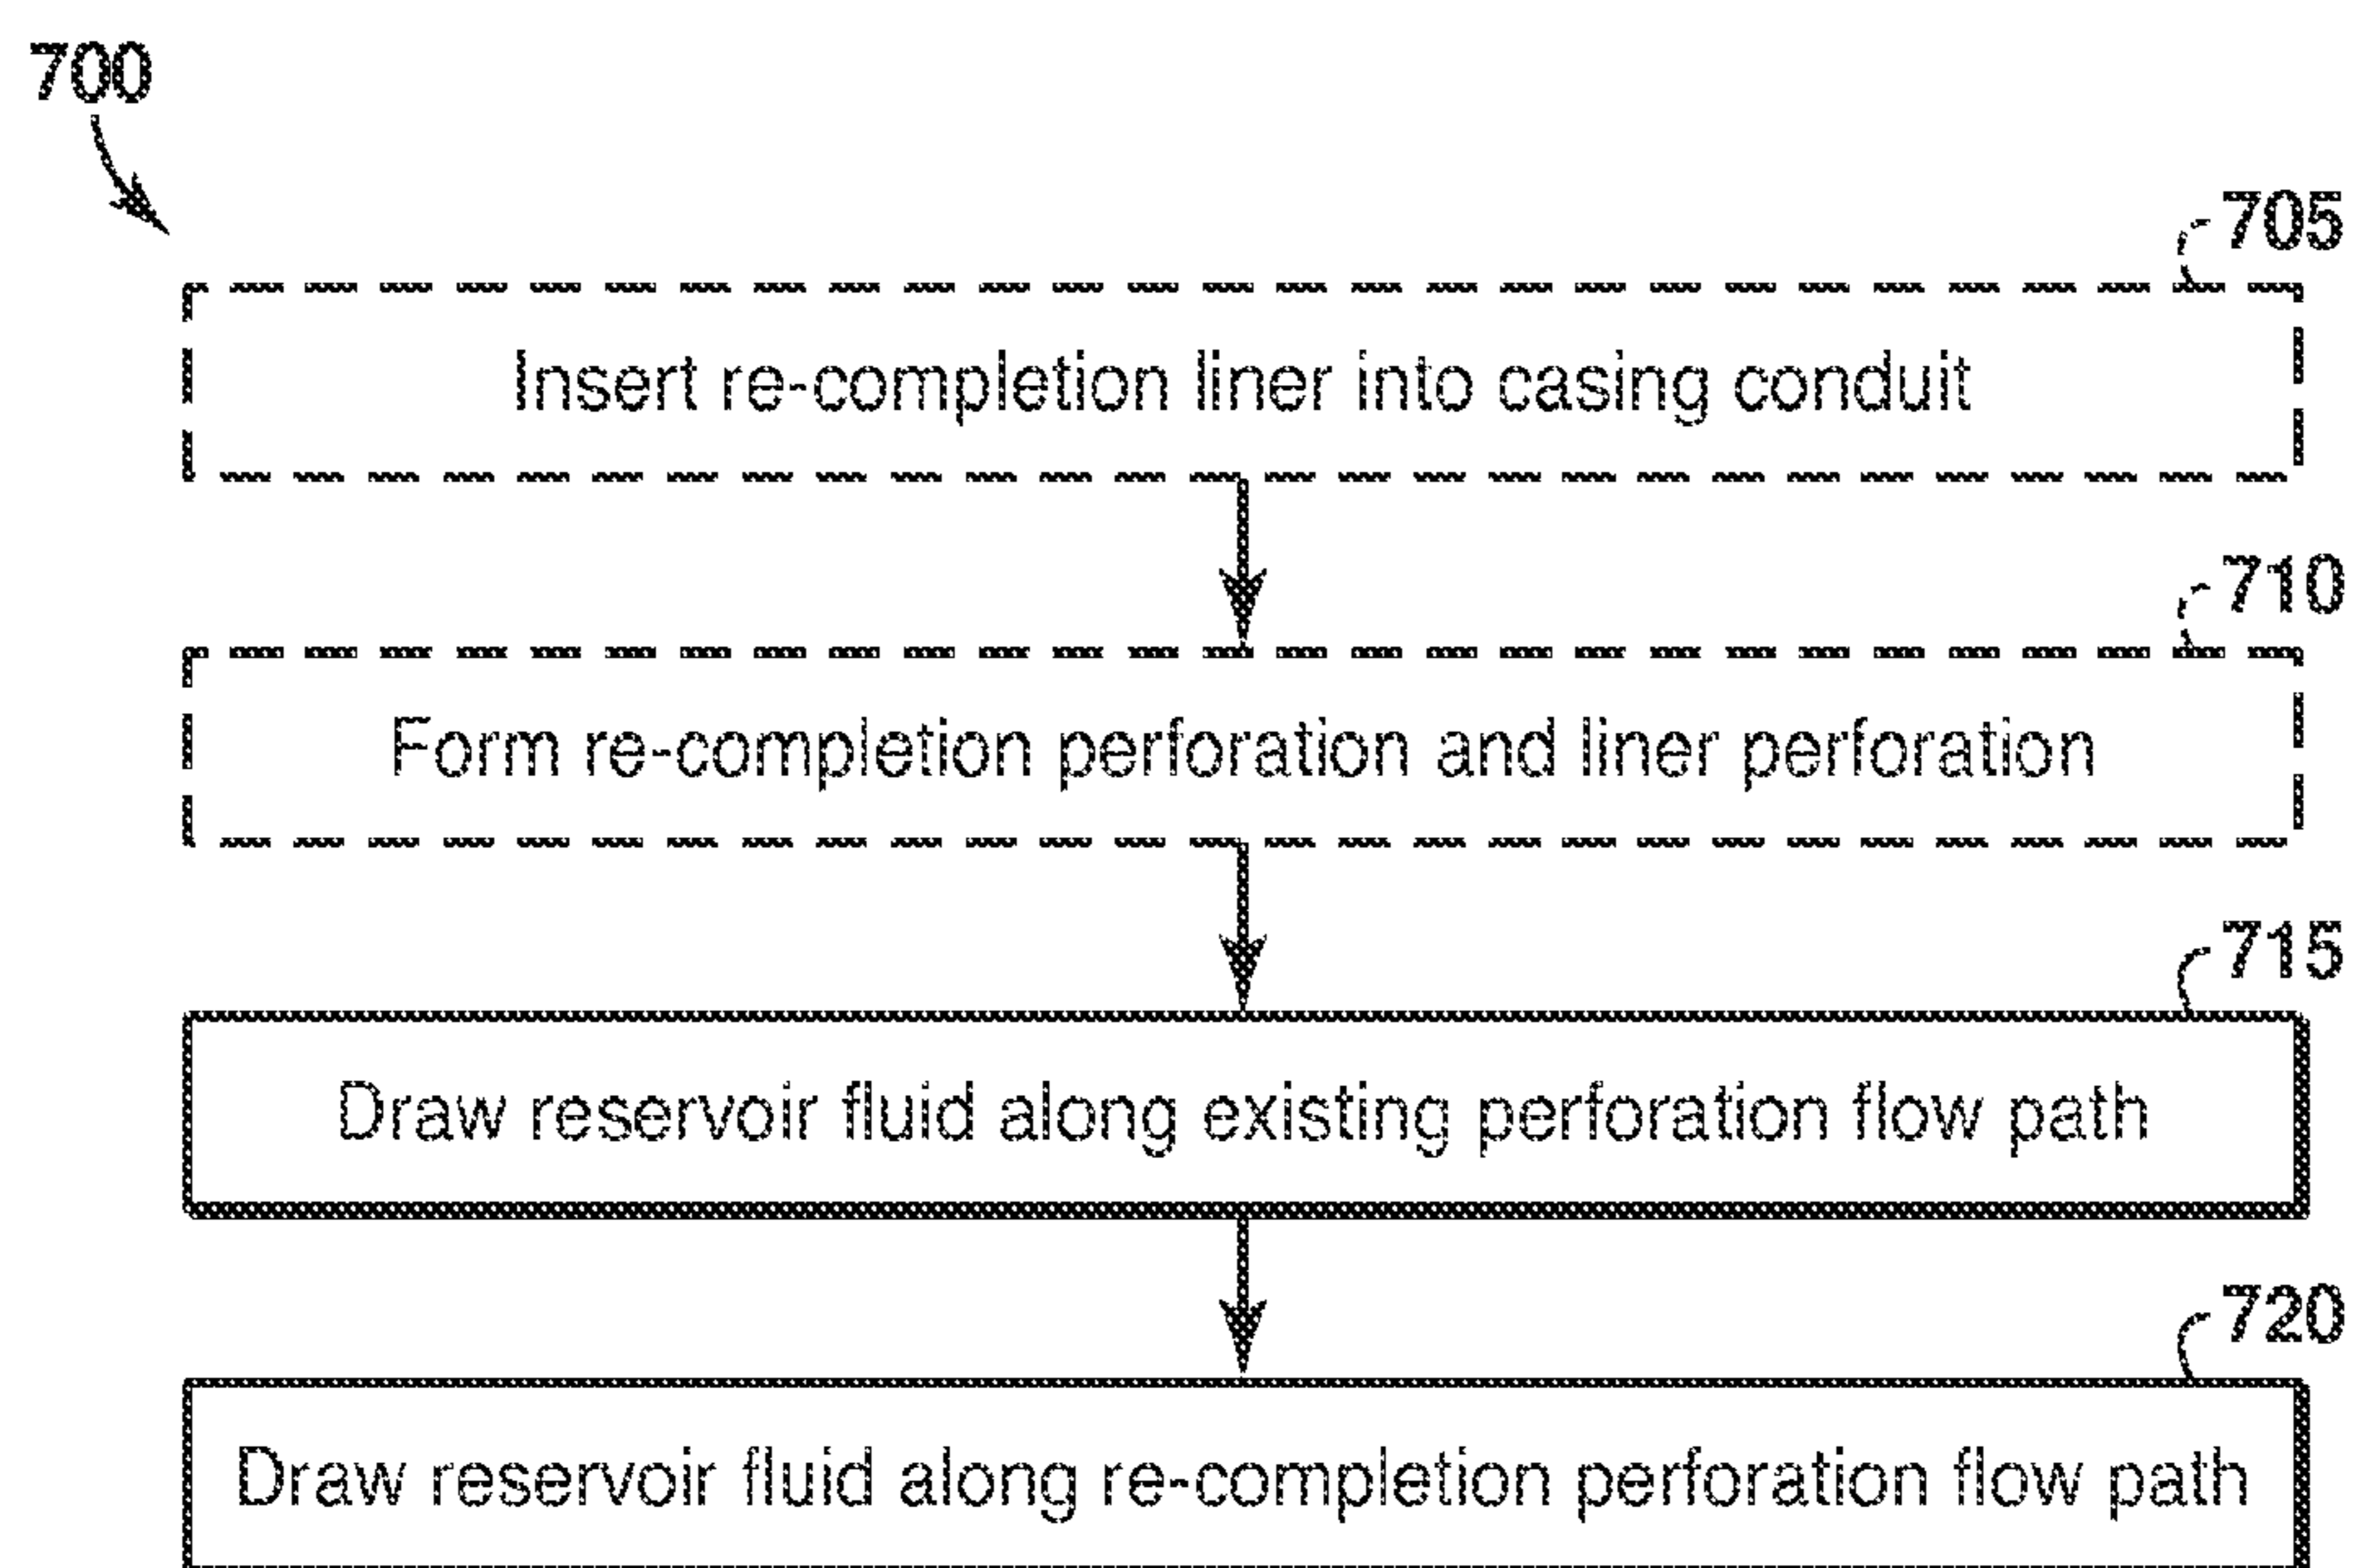 700
705
Insert re-completion liner into casing conduit
710
Form re-completion perforation and liner perforation
715
Draw reservoir fluid along existing perforation flow path
720
Draw reservoir fluid along re-completion perforation flow path